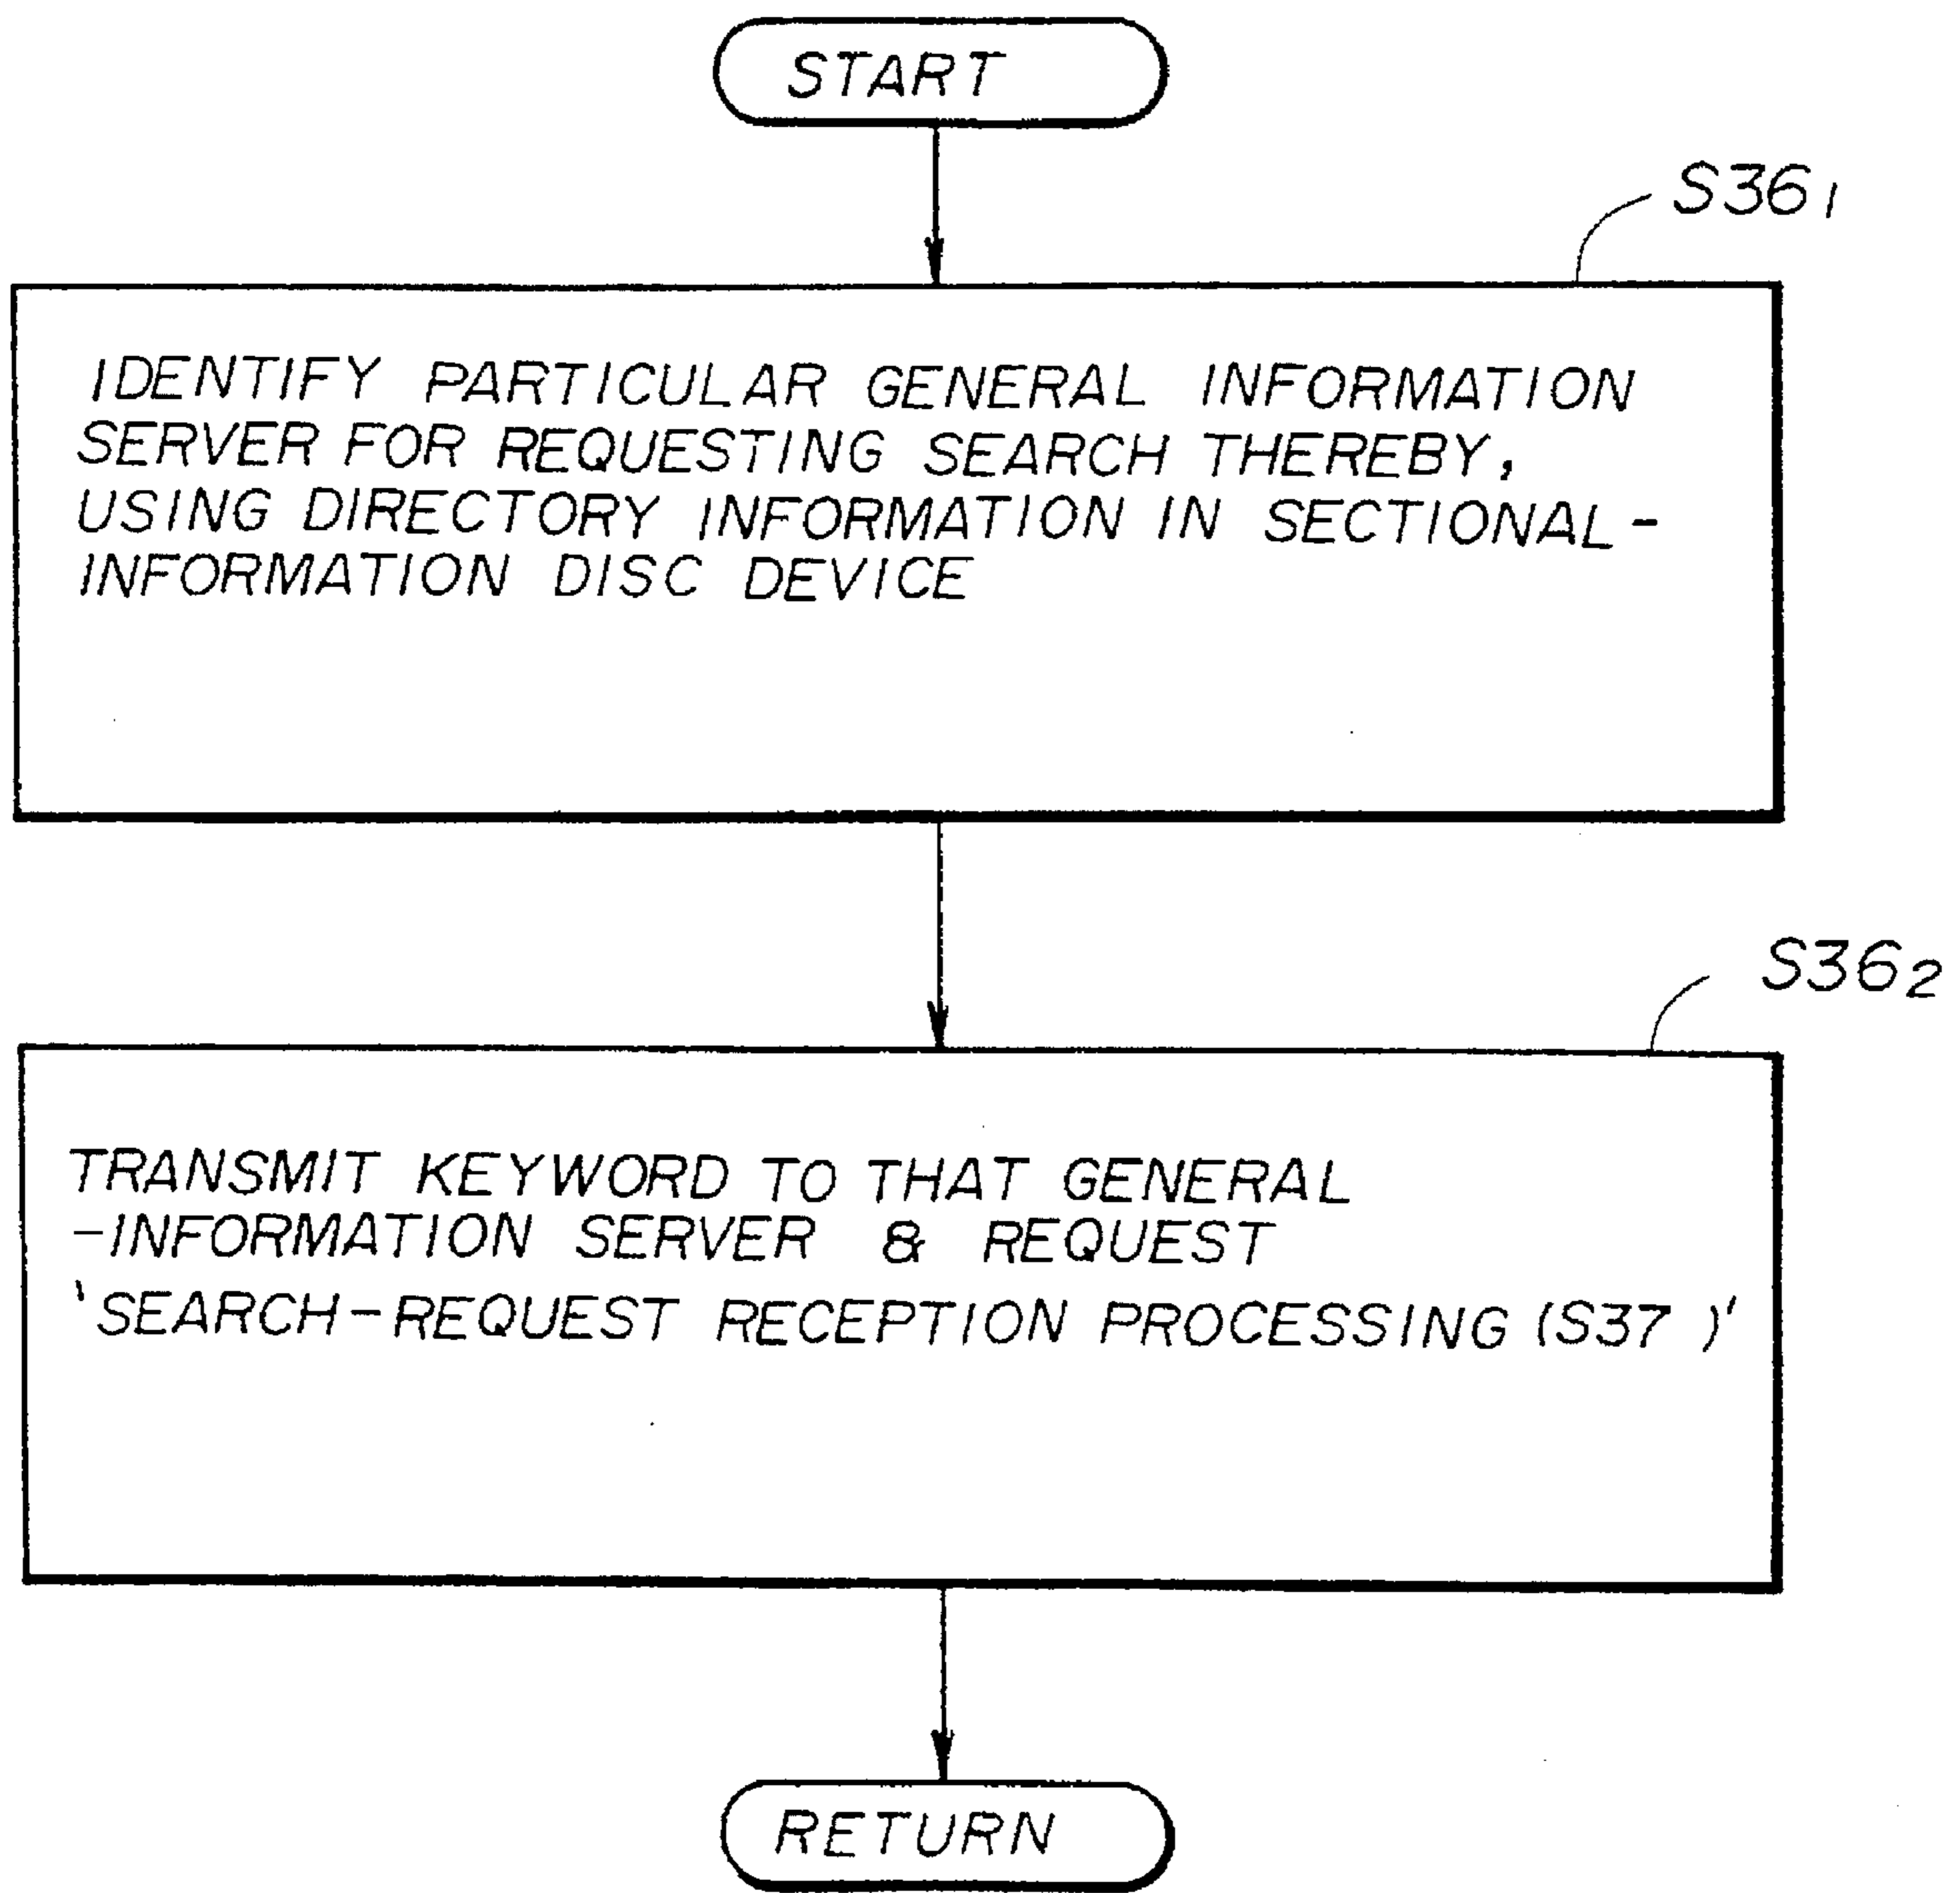 START
S36₁
IDENTIFY PARTICULAR GENERAL INFORMATION
SERVER FOR REQUESTING SEARCH THEREBY,
USING DIRECTORY INFORMATION IN SECTIONAL-
INFORMATION DISC DEVICE
S36₂
TRANSMIT KEYWORD TO THAT GENERAL
-INFORMATION SERVER & REQUEST
'SEARCH-REQUEST RECEPTION PROCESSING (S37 )'
RETURN